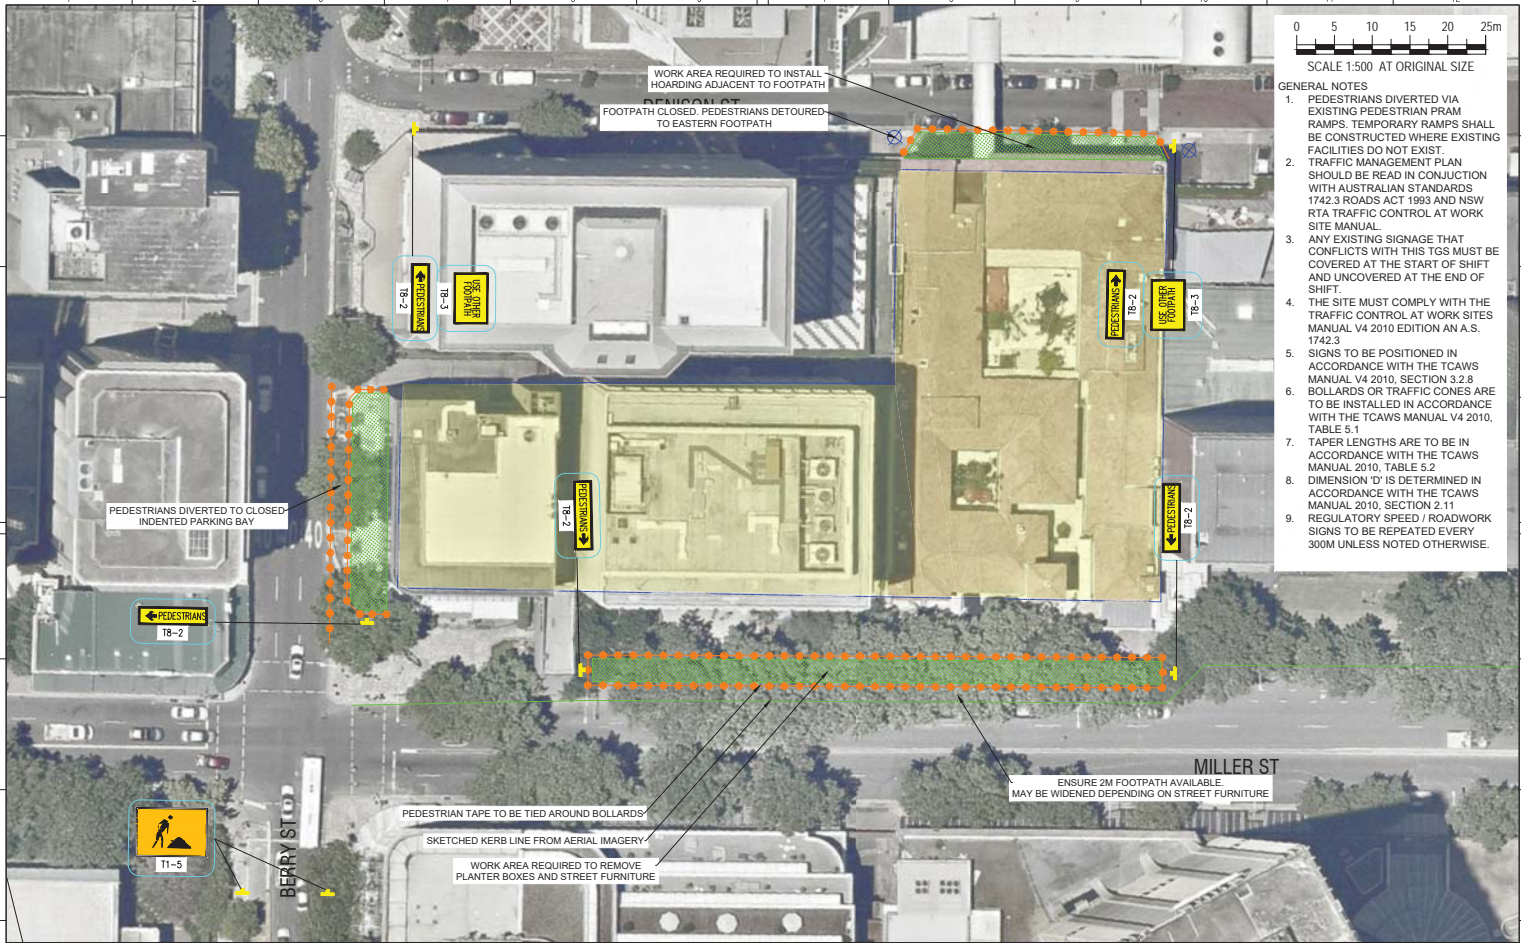 0 5 10 15 20 25m
SCALE 1:500 AT ORIGINAL SIZE
GENERAL NOTES
1. PEDESTRIANS DIVERTED VIA
EXISTING PEDESTRIAN PRAM
RAMPS. TEMPORARY RAMPS SHALL
BE CONSTRUCTED WHERE EXISTING
FACILITIES DO NOT EXIST.
2. TRAFFIC MANAGEMENT PLAN
SHOULD BE READ IN CONJUCTION
WITH AUSTRALIAN STANDARDS
1742.3 ROADS ACT 1993 AND NSW
RTA TRAFFIC CONTROL AT WORK
SITE MANUAL.
3. ANY EXISTING SIGNAGE THAT
CONFLICTS WITH THIS TGS MUST BE
COVERED AT THE START OF SHIFT
AND UNCOVERED AT THE END OF
SHIFT.
4. THE SITE MUST COMPLY WITH THE
TRAFFIC CONTROL AT WORK SITES
MANUAL V4 2010 EDITION AN A.S.
1742.3
5. SIGNS TO BE POSITIONED IN
ACCORDANCE WITH THE TCAWS
MANUAL V4 2010, SECTION 3.2.8
6. BOLLARDS OR TRAFFIC CONES ARE
TO BE INSTALLED IN ACCORDANCE
WITH THE TCAWS MANUAL V4 2010,
TABLE 5.1
7. TAPER LENGTHS ARE TO BE IN
ACCORDANCE WITH THE TCAWS
MANUAL 2010, TABLE 5.2
8. DIMENSION 'D' IS DETERMINED IN
ACCORDANCE WITH THE TCAWS
MANUAL 2010, SECTION 2.11
9. REGULATORY SPEED / ROADWORK
SIGNS TO BE REPEATED EVERY
300M UNLESS NOTED OTHERWISE.
WORK AREA REQUIRED TO INSTALL
HOARDING ADJACENT TO FOOTPATH
DENISON ST
FOOTPATH CLOSED. PEDESTRIANS DETOURED
TO EASTERN FOOTPATH
T8-2
PEDESTRIANS
T8-3
USE OTHER
FOOTPATH
PEDESTRIANS
T8-2
USE OTHER
FOOTPATH
T8-3
PEDESTRIANS DIVERTED TO CLOSED
INDENTED PARKING BAY
40
T8-2
PEDESTRIANS
PEDESTRIANS
T8-2
PEDESTRIANS
T8-2
MILLER ST
ENSURE 2M FOOTPATH AVAILABLE.
MAY BE WIDENED DEPENDING ON STREET FURNITURE
PEDESTRIAN TAPE TO BE TIED AROUND BOLLARDS
SKETCHED KERB LINE FROM AERIAL IMAGERY
WORK AREA REQUIRED TO REMOVE
PLANTER BOXES AND STREET FURNITURE
T1-5
BERRY ST